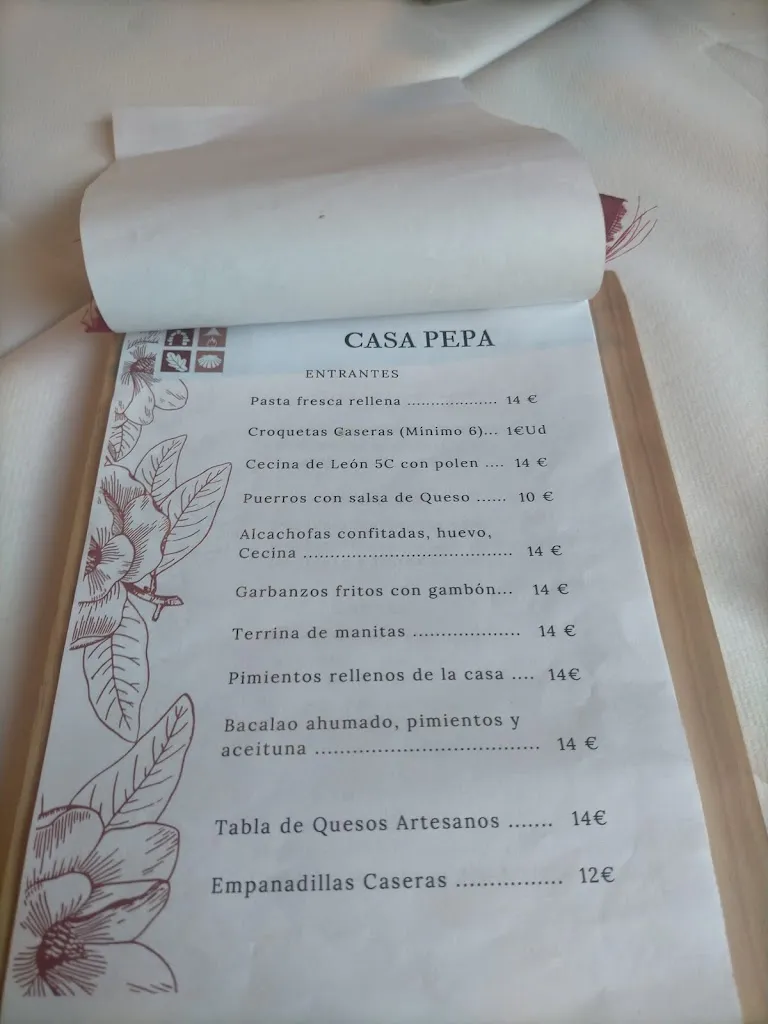 CASA PEPA
ENTRANTES
Pasta fresca rellena ................... 14 €
Croquetas Caseras (Minimo 6)... 1€Ud
Cecina de León 5C con polen .... 14 €
Puerros con salsa de Queso ...... 10 €
Alcachofas confitadas, huevo,
Cecina ....................................... 14 €
Garbanzos fritos con gambón... 14 €
Terrina de manitas .................... 14 €
Pimientos rellenos de la casa .... 14€
Bacalao ahumado, pimientos y
aceituna ..................................... 14 €
Tabla de Quesos Artesanos ....... 14€
Empanadillas Caseras ................ 12€